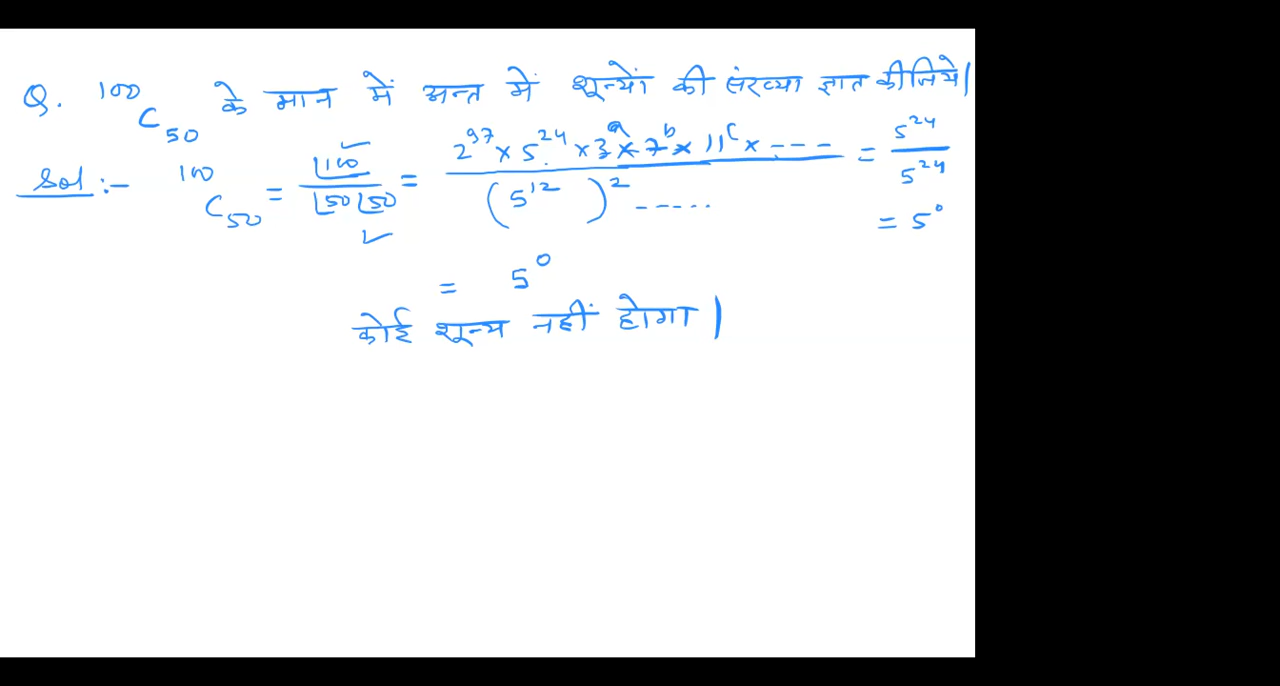 Q. ¹⁰⁰C₅₀ के मान में अन्त में शून्यों की संख्या ज्ञात कीजिये।
Sol :- ¹⁰⁰C₅₀ = |100 / |50 |50 = 2⁹⁷ × 5²⁴ × 3ᵃ × 7ᵇ × 11ᶜ × --- / (5¹²)² ----- = 5²⁴ / 5²⁴
= 5⁰
= 5⁰
कोई शून्य नहीं होगा।